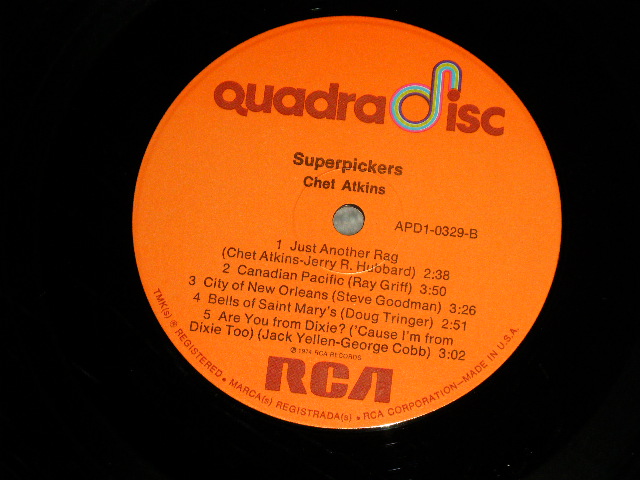 quadradisc
Superpickers
Chet Atkins
APD1-0329-B
1 Just Another Rag
(Chet Atkins-Jerry R. Hubbard) 2:38
2 Canadian Pacific (Ray Griff) 3:50
3 City of New Orleans (Steve Goodman) 3:26
4 Bells of Saint Mary's (Doug Tringer) 2:51
5 Are You from Dixie? ('Cause I'm from
Dixie Too) (Jack Yellen-George Cobb) 3:02
℗ 1974 RCA RECORDS
RCA
TMK(s) ® REGISTERED • MARCA(s) REGISTRADA(s) • RCA CORPORATION—MADE IN U.S.A.